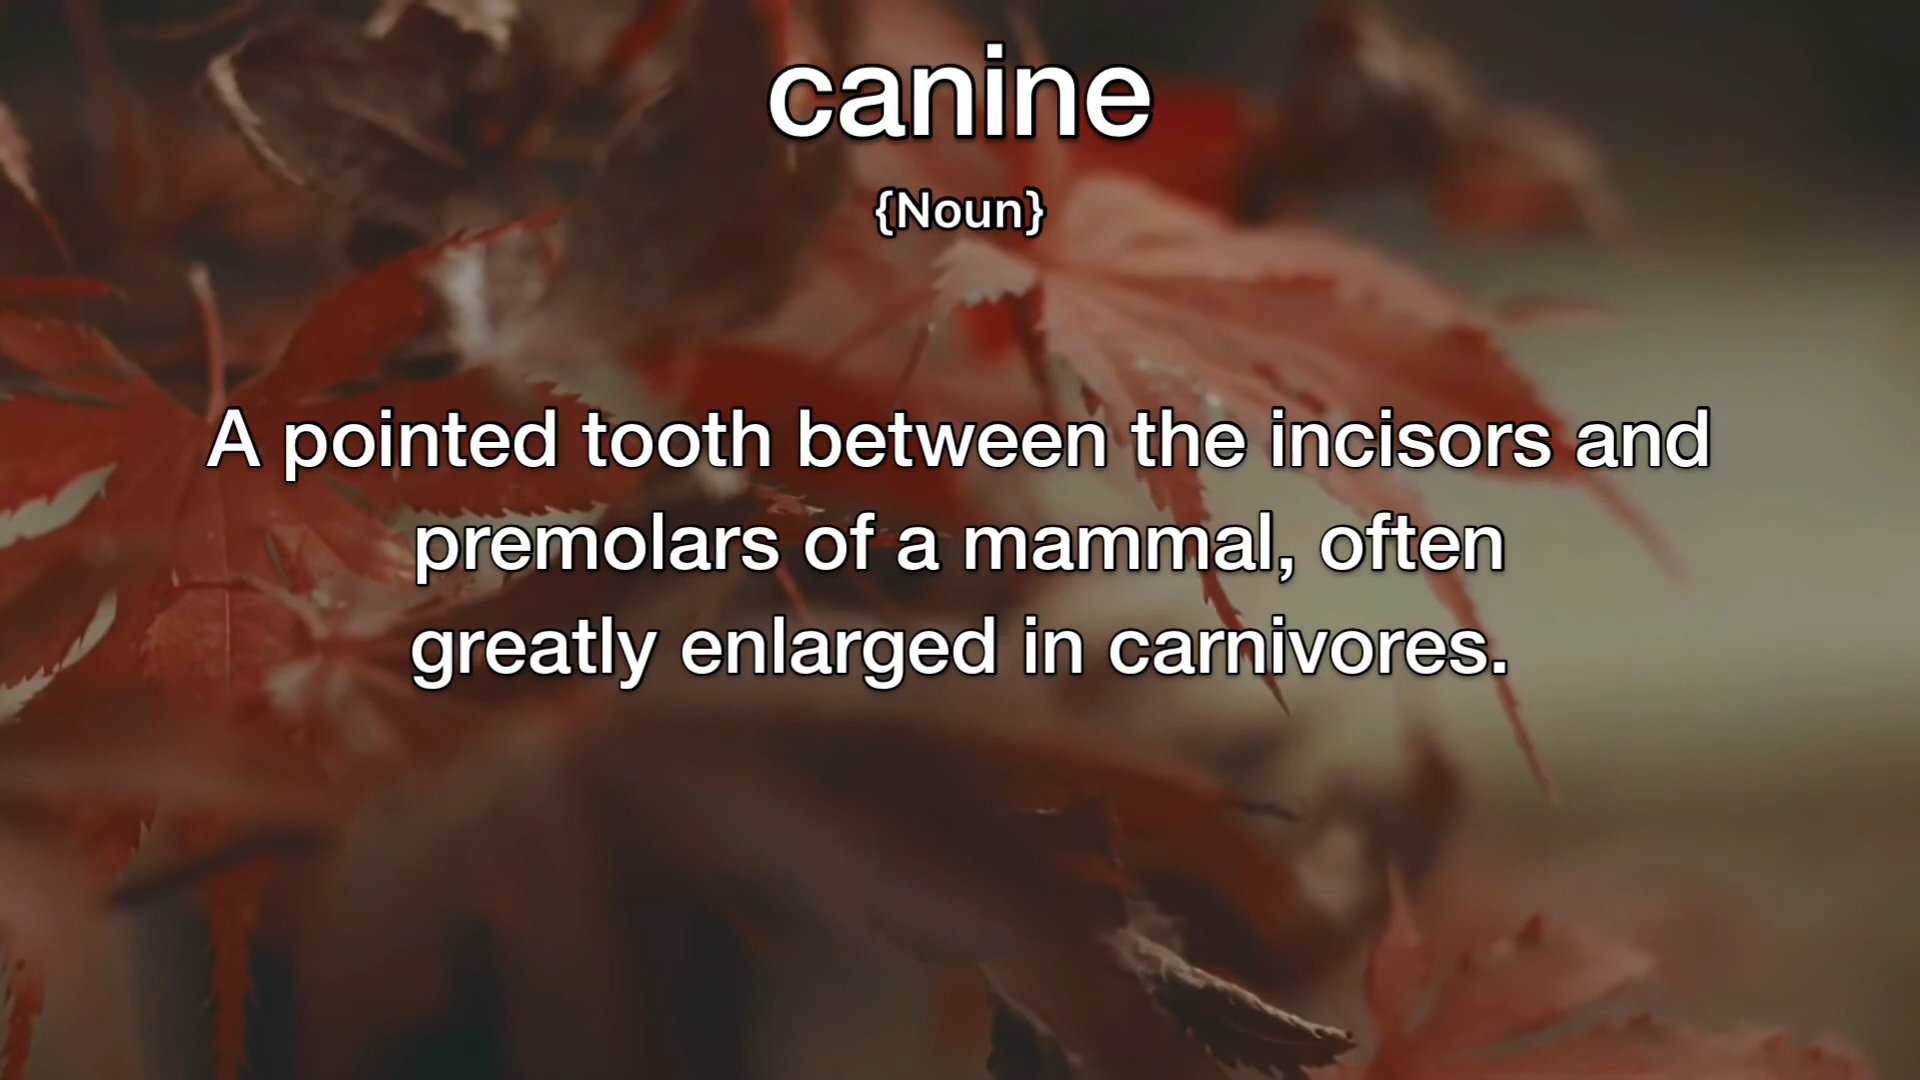 canine
{Noun}
A pointed tooth between the incisors and
premolars of a mammal, often
greatly enlarged in carnivores.